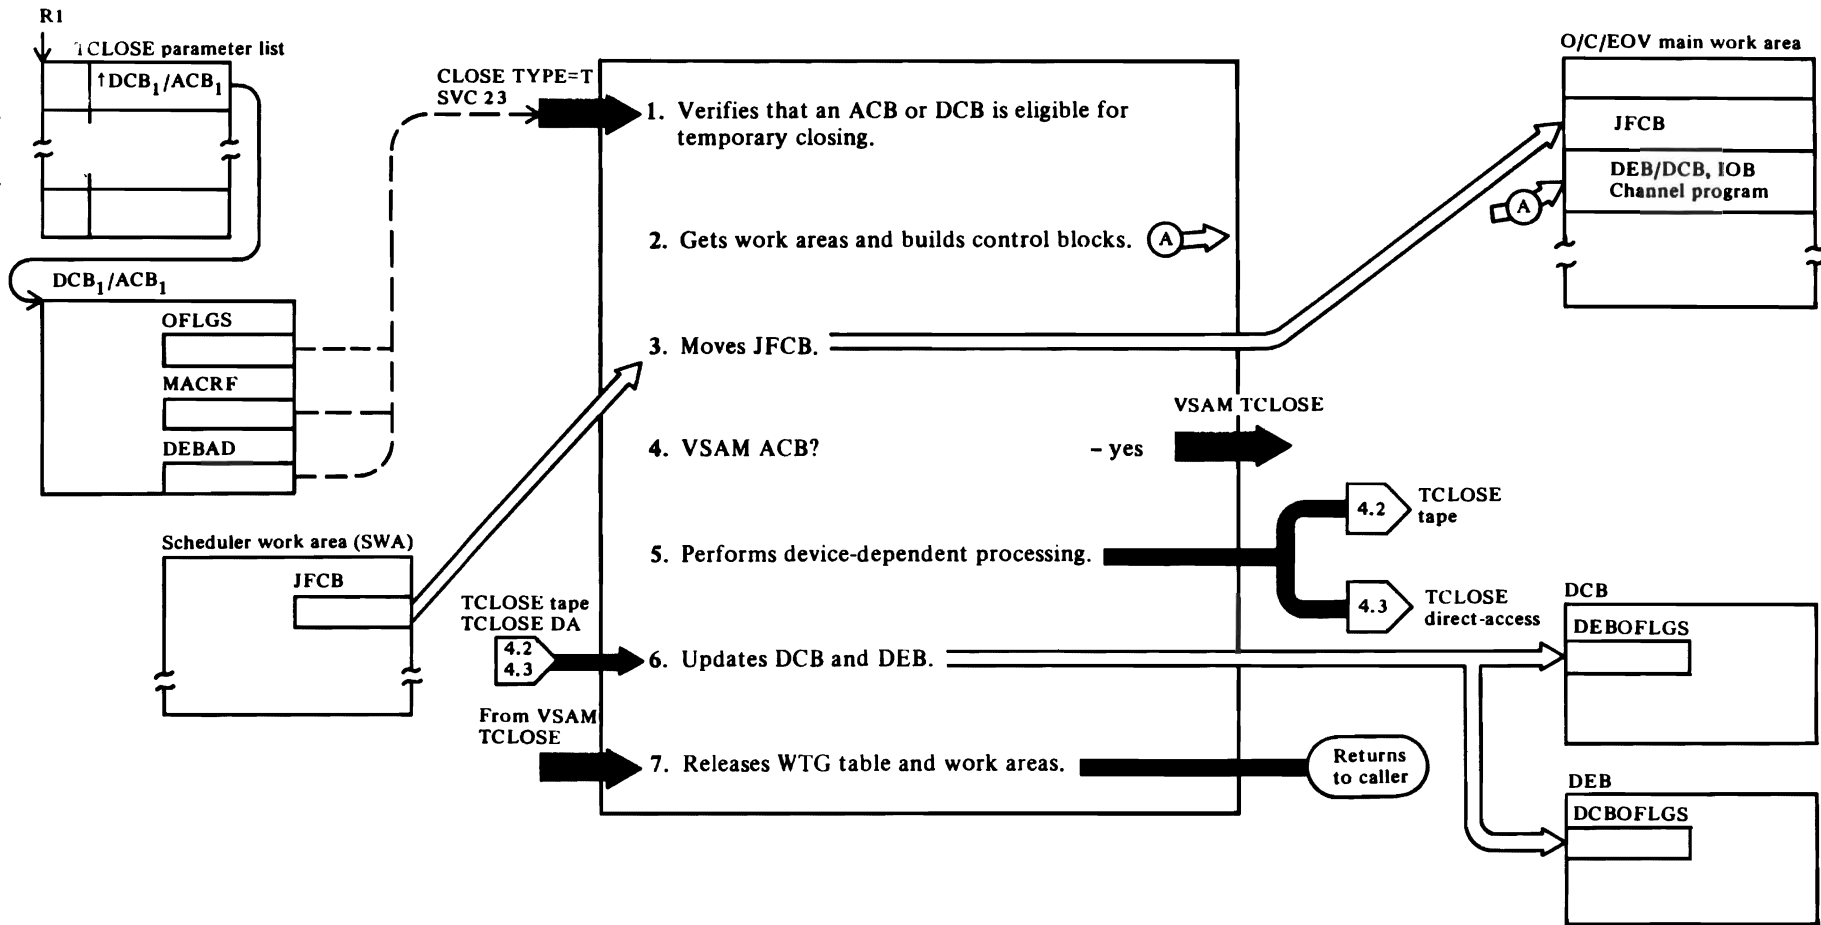 R1
TCLOSE parameter list
↑DCB1/ACB1
DCB1/ACB1
OFLGS
MACRF
DEBAD
Scheduler work area (SWA)
JFCB
CLOSE TYPE=T
SVC 23
1. Verifies that an ACB or DCB is eligible for
temporary closing.
2. Gets work areas and builds control blocks.
A
3. Moves JFCB.
4. VSAM ACB?
– yes
VSAM TCLOSE
5. Performs device-dependent processing.
4.2
TCLOSE
tape
4.3
TCLOSE
direct-access
TCLOSE tape
TCLOSE DA
4.2
4.3
6. Updates DCB and DEB.
From VSAM
TCLOSE
7. Releases WTG table and work areas.
Returns
to caller
O/C/EOV main work area
JFCB
DEB/DCB, IOB
Channel program
A
DCB
DEBOFLGS
DEB
DCBOFLGS